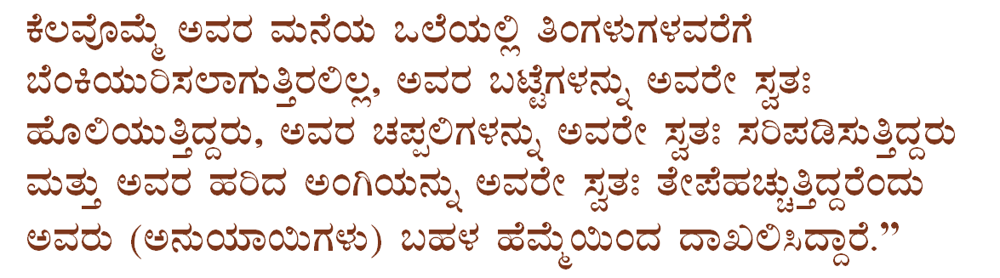 ಕೆಲವೊಮ್ಮೆ ಅವರ ಮನೆಯ ಒಲೆಯಲ್ಲಿ ತಿಂಗಳುಗಳವರೆಗೆ
ಬೆಂಕಿಯುರಿಸಲಾಗುತ್ತಿರಲಿಲ್ಲ, ಅವರ ಬಟ್ಟೆಗಳನ್ನು ಅವರೇ ಸ್ವತಃ
ಹೊಲಿಯುತ್ತಿದ್ದರು, ಅವರ ಚಪ್ಪಲಿಗಳನ್ನು ಅವರೇ ಸ್ವತಃ ಸರಿಪಡಿಸುತ್ತಿದ್ದರು
ಮತ್ತು ಅವರ ಹರಿದ ಅಂಗಿಯನ್ನು ಅವರೇ ಸ್ವತಃ ತೇಪೆಹಚ್ಚುತ್ತಿದ್ದರೆಂದು
ಅವರು (ಅನುಯಾಯಿಗಳು) ಬಹಳ ಹೆಮ್ಮೆಯಿಂದ ದಾಖಲಿಸಿದ್ದಾರೆ.”